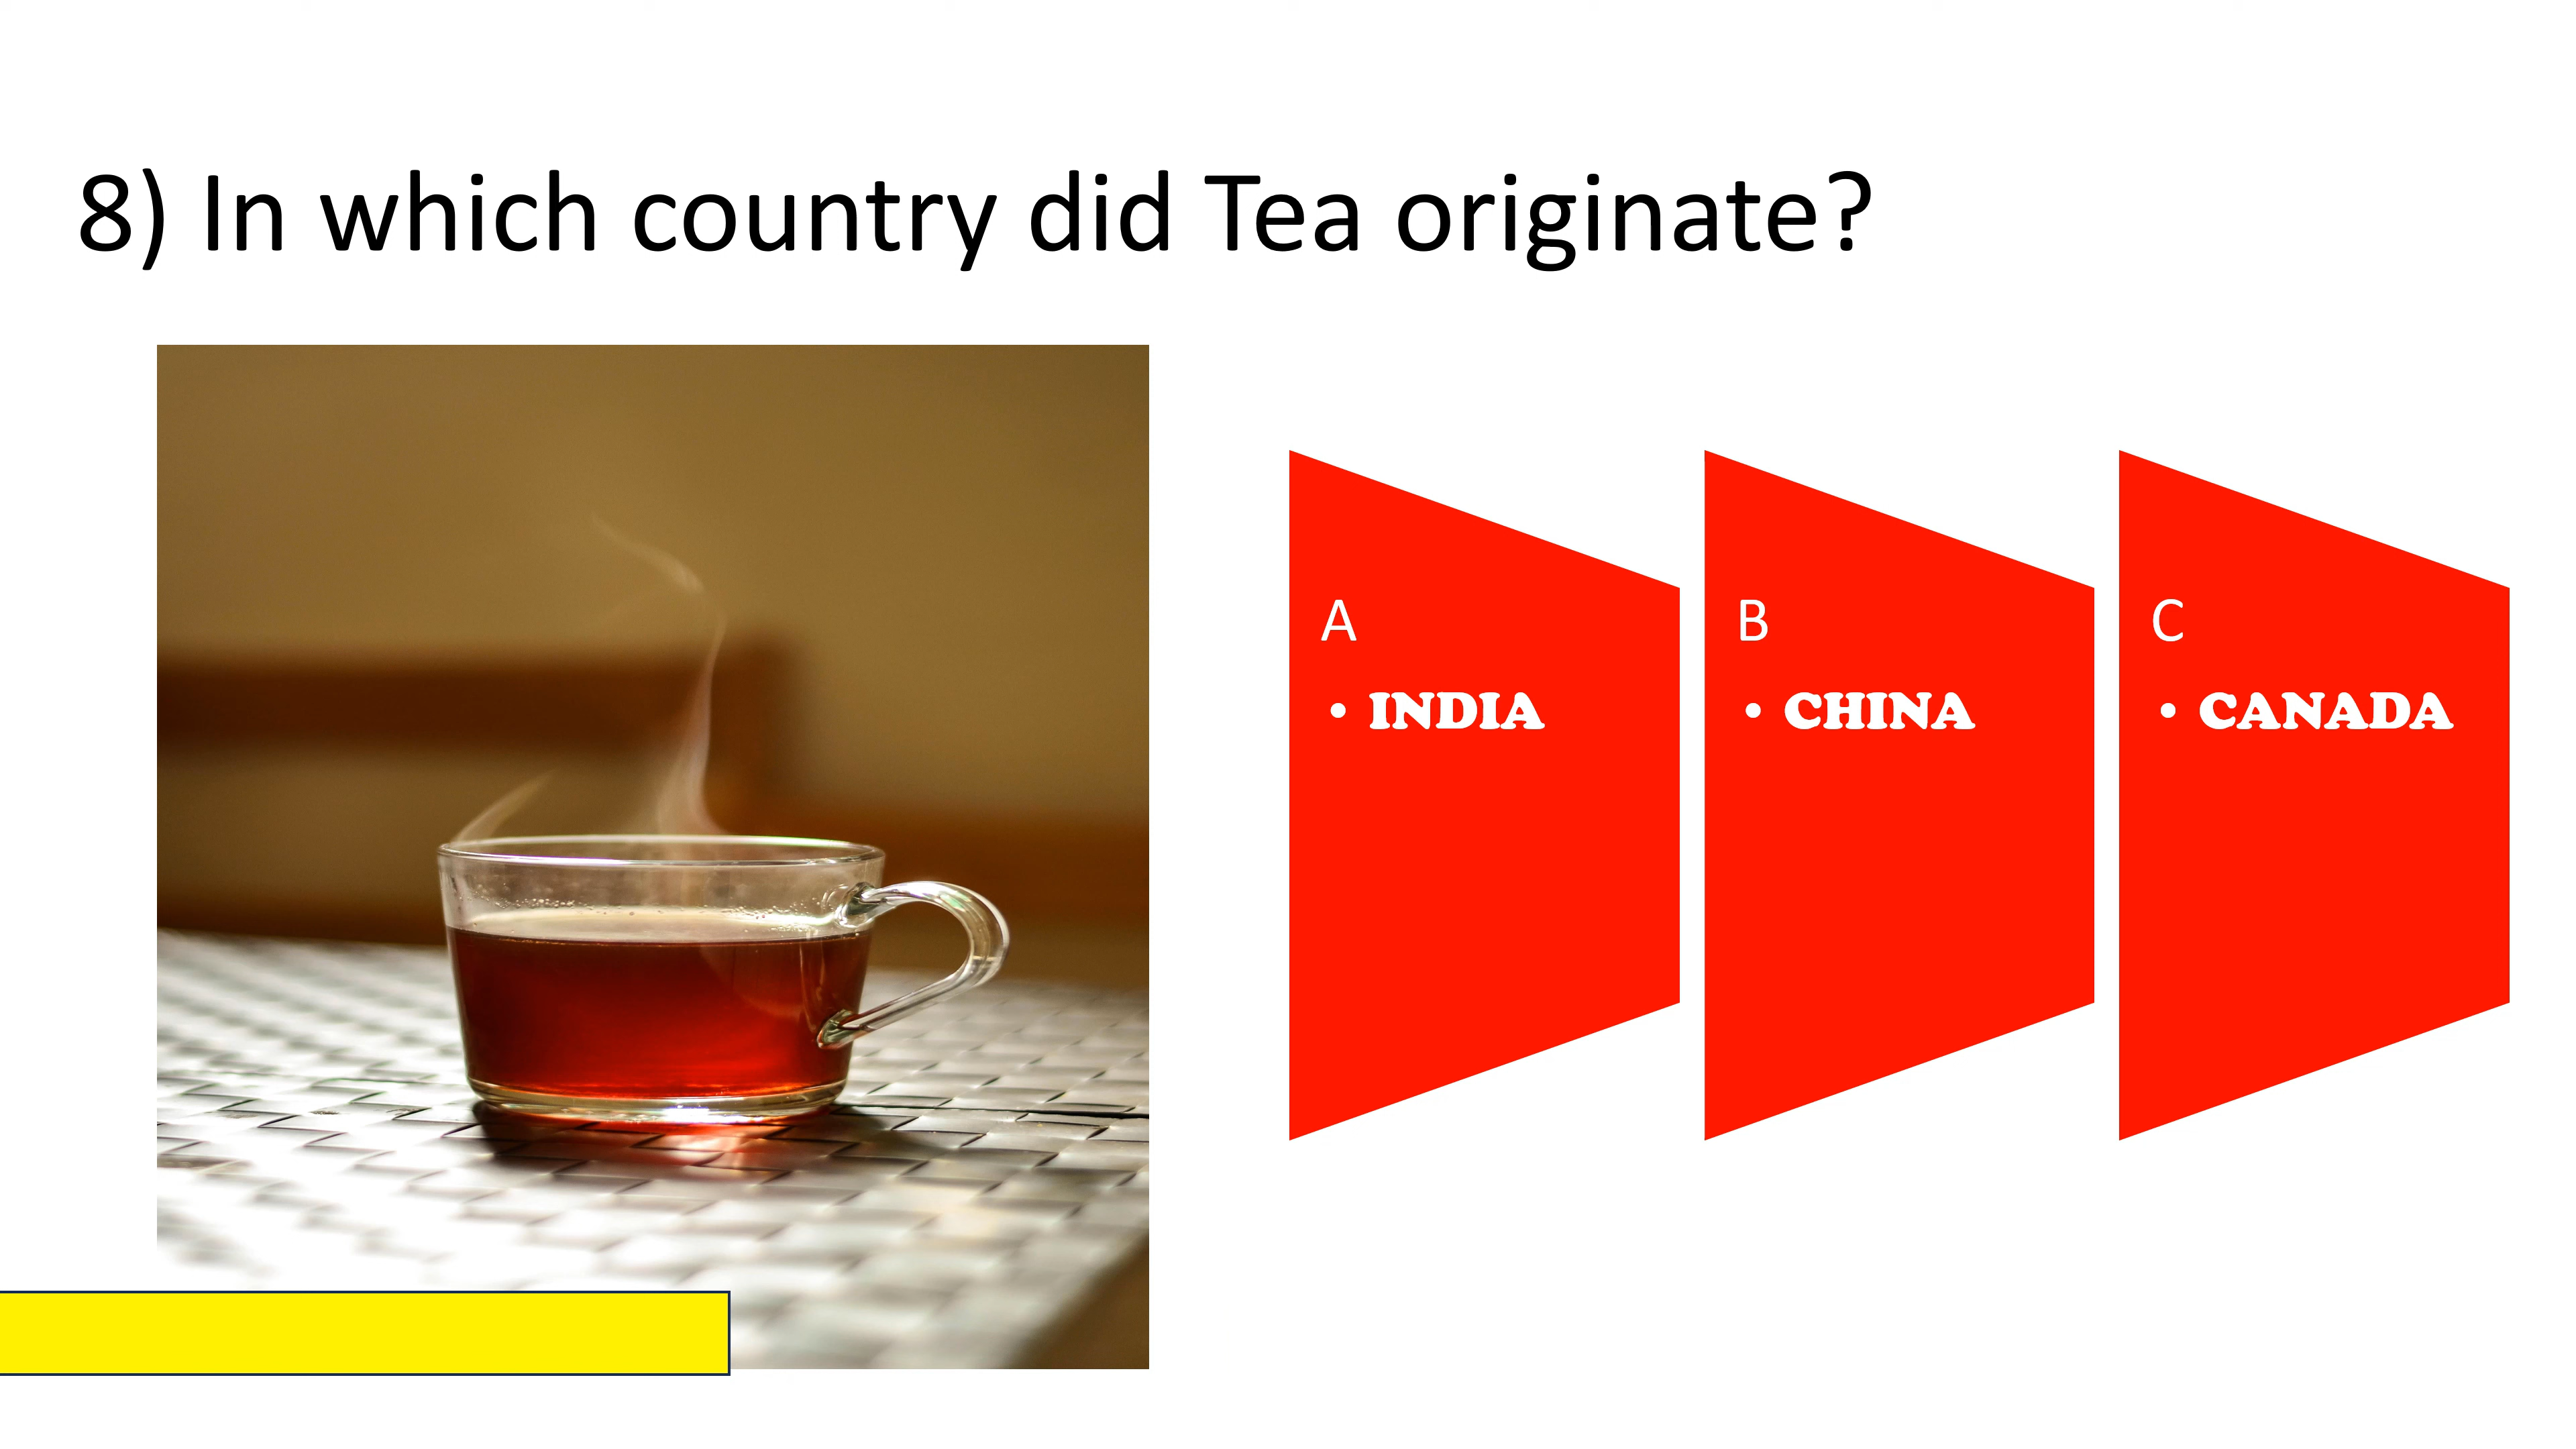 8) In which country did Tea originate?
A
• INDIA
B
• CHINA
C
• CANADA